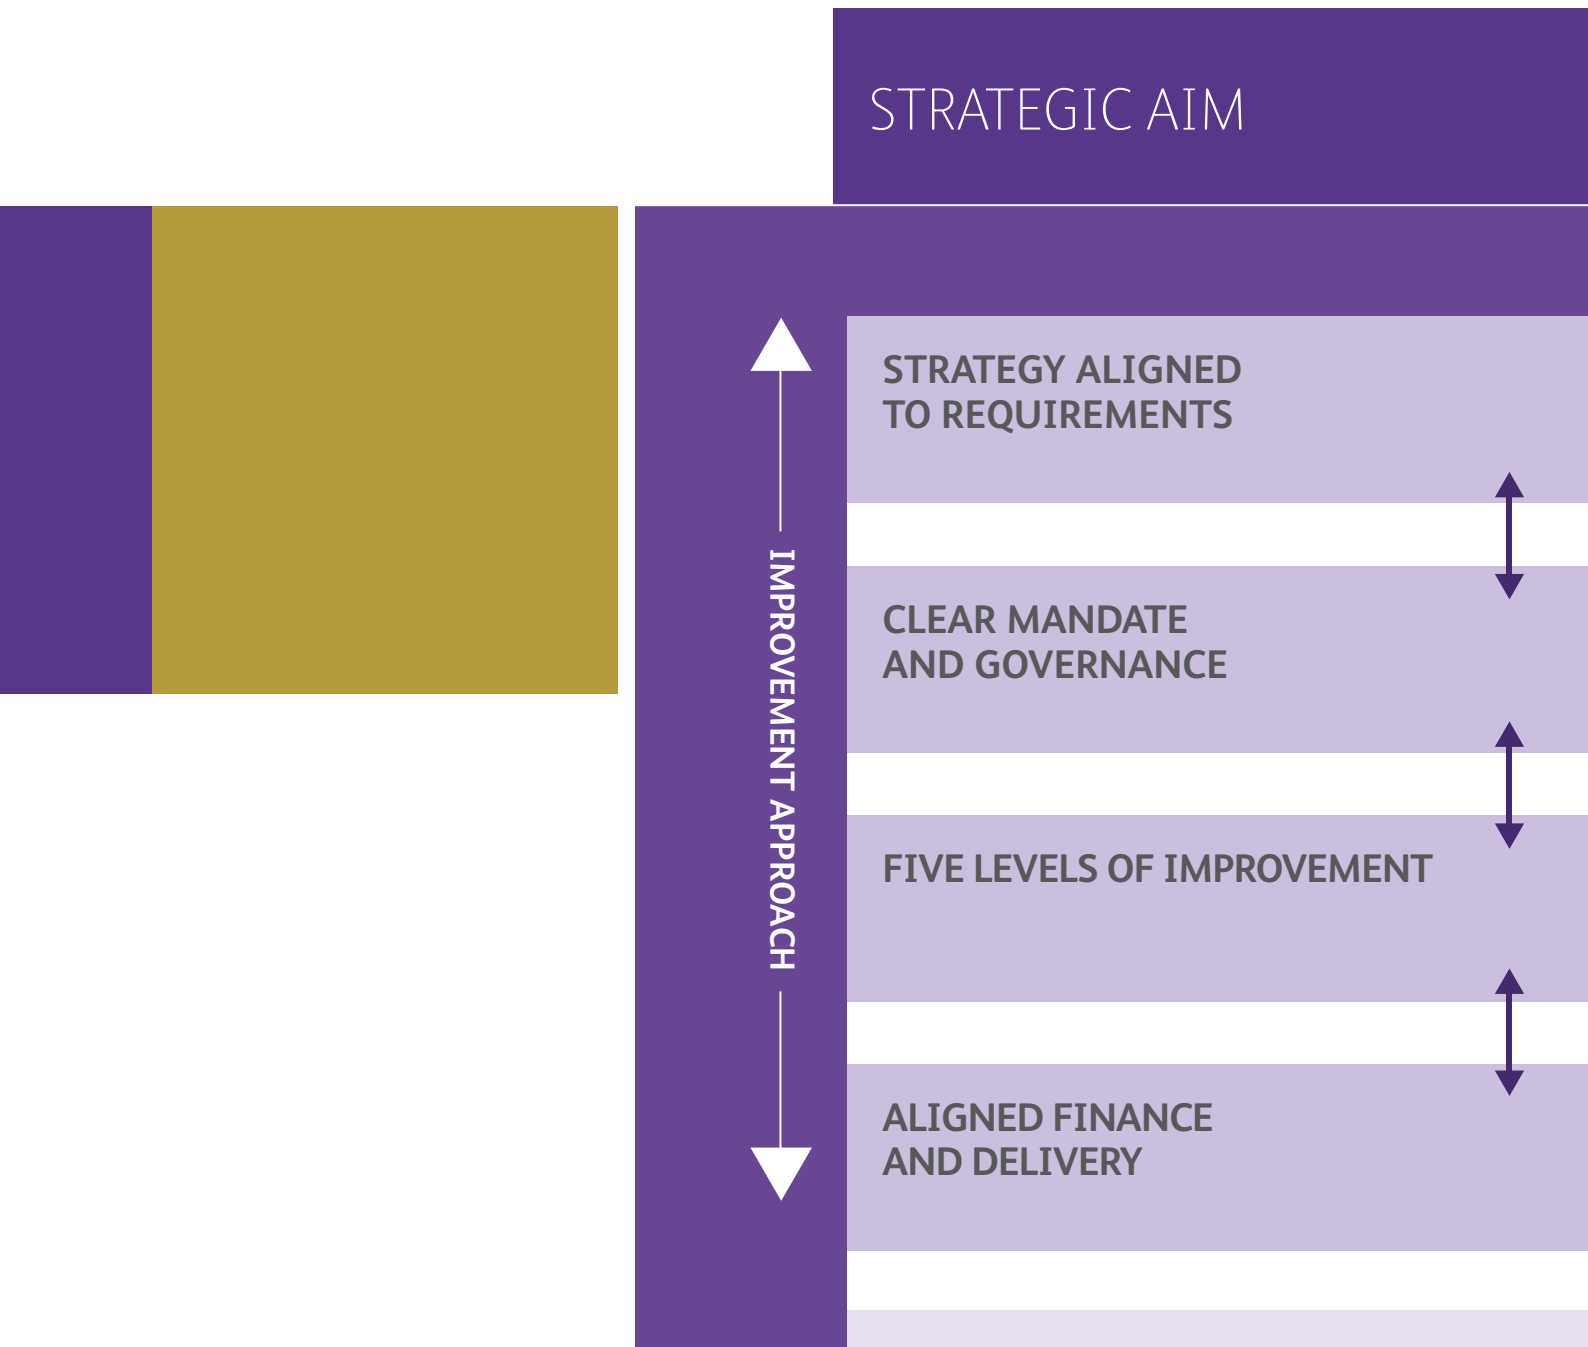 STRATEGIC AIM
IMPROVEMENT APPROACH
STRATEGY ALIGNED
TO REQUIREMENTS
CLEAR MANDATE
AND GOVERNANCE
FIVE LEVELS OF IMPROVEMENT
ALIGNED FINANCE
AND DELIVERY